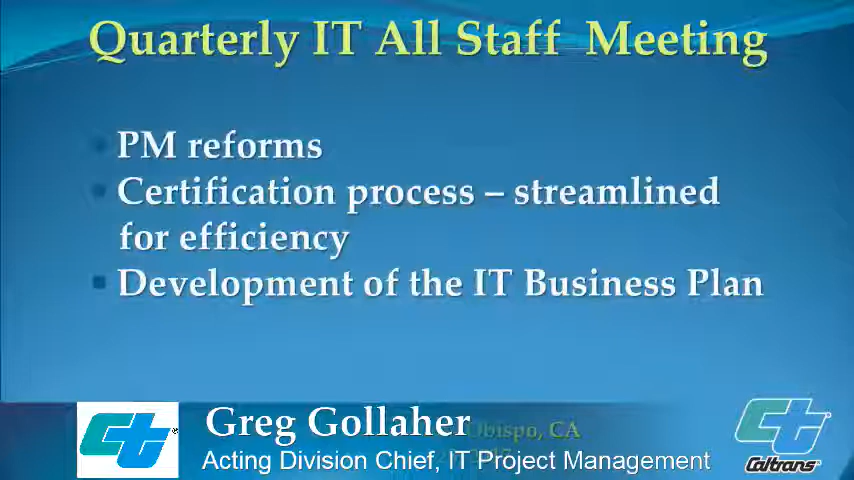 Quarterly IT All Staff Meeting
PM reforms
Certification process – streamlined
for efficiency
Development of the IT Business Plan
Greg Gollaher
Obispo, CA
Acting Division Chief, IT Project Management
Caltrans